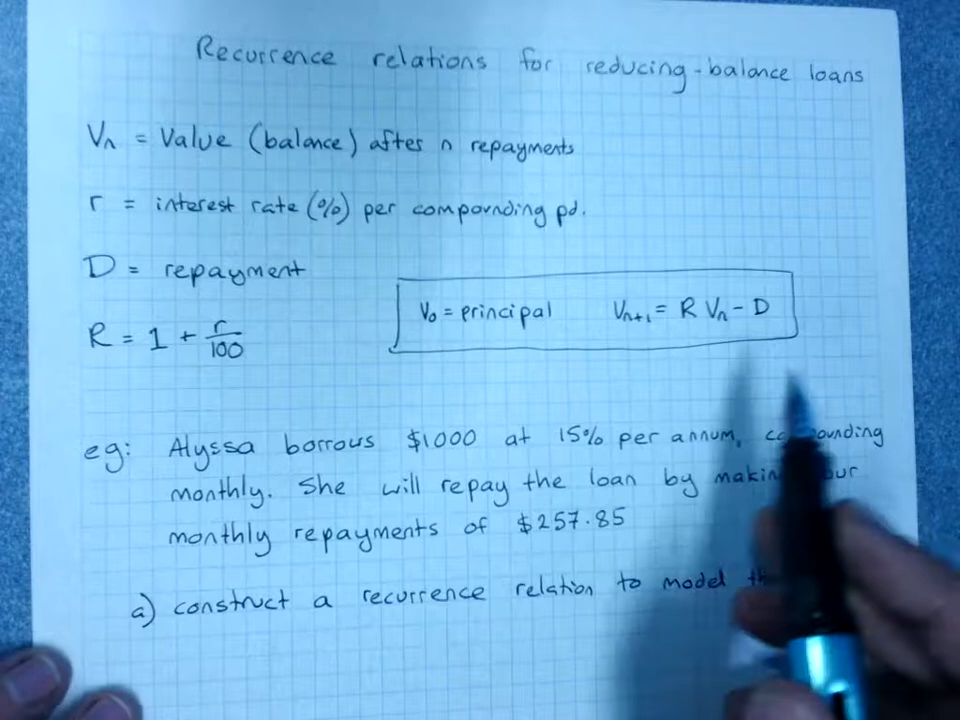 Recurrence relations for reducing-balance loans
Vn = Value (balance) after n repayments
r = interest rate (%) per compounding pd.
D = repayment
V₀ = principal Vn+1 = R Vn - D
R = 1 + r/100
eg: Alyssa borrows $1000 at 15% per annum,
monthly. She will repay the loan by
monthly repayments of $257.85
a) construct a recurrence relation to model